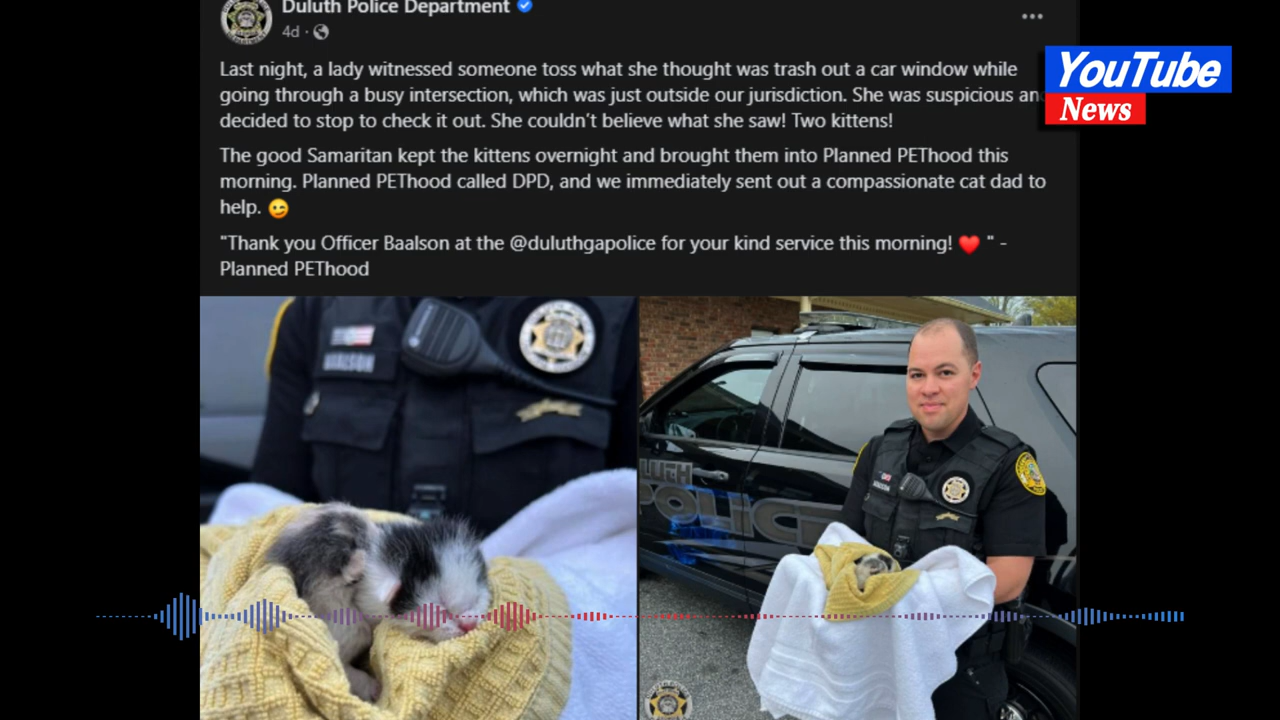 Duluth Police Department
4d ·
YouTube
News
Last night, a lady witnessed someone toss what she thought was trash out a car window while
going through a busy intersection, which was just outside our jurisdiction. She was suspicious an
decided to stop to check it out. She couldn't believe what she saw! Two kittens!
The good Samaritan kept the kittens overnight and brought them into Planned PEThood this
morning. Planned PEThood called DPD, and we immediately sent out a compassionate cat dad to
help. 😉
"Thank you Officer Baalson at the @duluthgapolice for your kind service this morning! ❤️ " -
Planned PEThood
BAALSON
POLICE